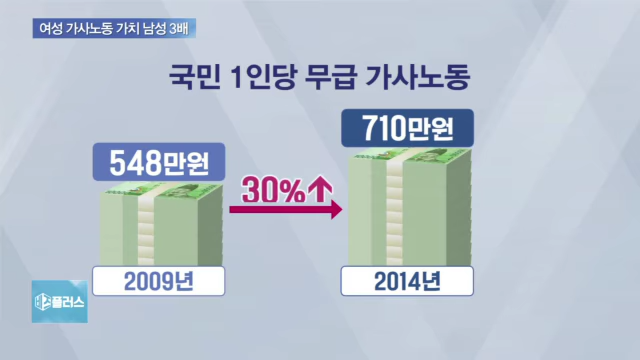 여성 가사노동 가치 남성 3배
국민 1인당 무급 가사노동
710만원
548만원
30%↑
2009년
2014년
플러스